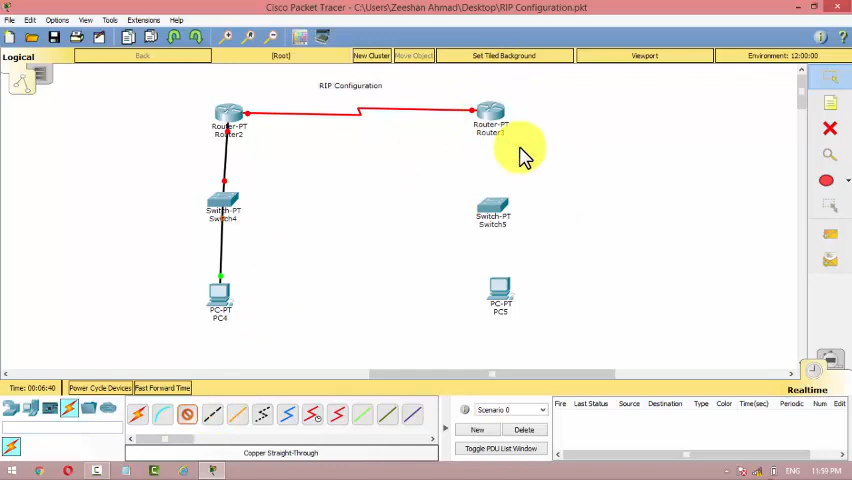 Cisco Packet Tracer - C:\Users\Zeeshan Ahmad\Desktop\RIP Configuration.pkt
File Edit Options View Tools Extensions Help
Logical Back [Root] New Cluster Move Object Set Tiled Background Viewport Environment: 12:00:00
RIP Configuration
Router-PT
Router2
Router-PT
Router3
Switch-PT
Switch4
Switch-PT
Switch5
PC-PT
PC4
PC-PT
PC5
Time: 00:06:40 Power Cycle Devices Fast Forward Time Realtime
Scenario 0
New Delete
Toggle PDU List Window
Fire Last Status Source Destination Type Color Time(sec) Periodic Num Edit
Copper Straight-Through
ENG 11:59 PM